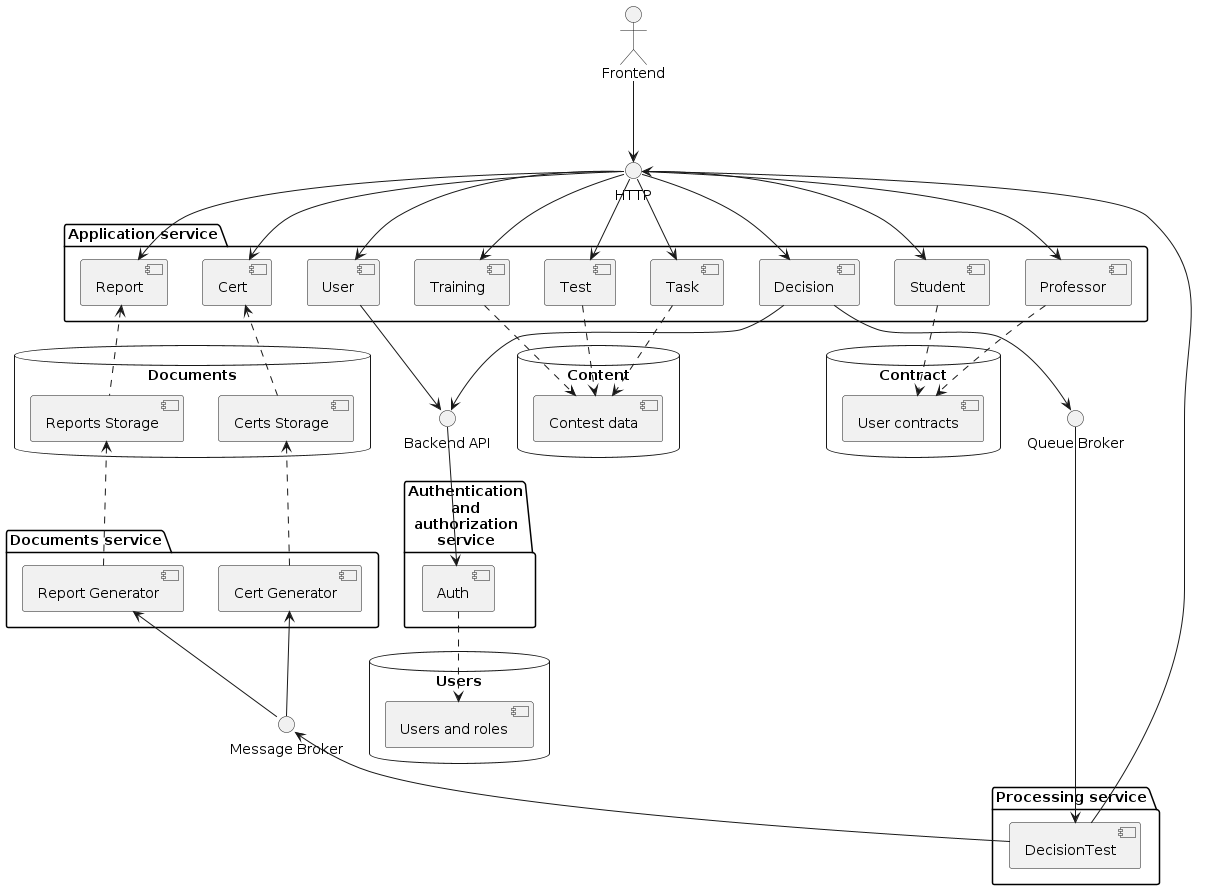 Frontend
HTTP
Application service
Report
Cert
User
Training
Test
Task
Decision
Student
Professor
Documents
Content
Contract
Reports Storage
Certs Storage
Contest data
User contracts
Backend API
Queue Broker
Authentication
and
authorization
service
Documents service
Report Generator
Cert Generator
Auth
Users
Users and roles
Message Broker
Processing service
DecisionTest